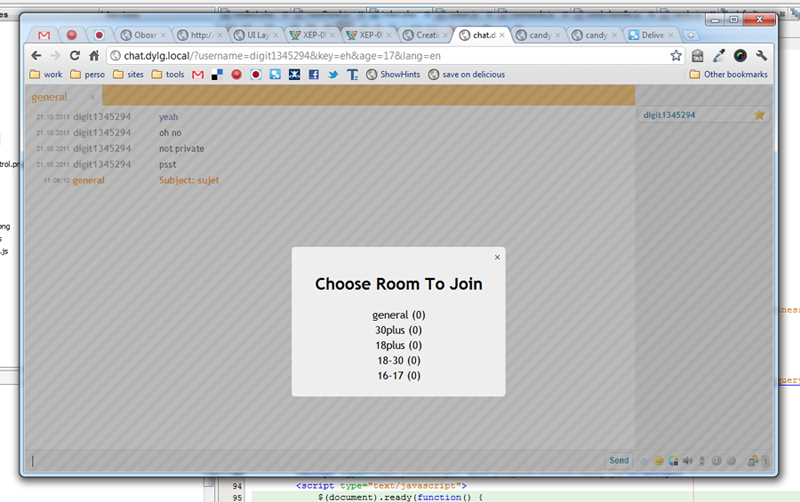 Oboxe
http:/
UI Lay
XEP-0
XEP-0
Creati
chat.d
candy
candy
Delive
chat.dylg.local/?username=digit1345294&key=eh&age=17&lang=en
work perso sites tools ShowHints save on delicious Other bookmarks
general ×
digit1345294
21.10.2011 digit1345294 yeah
21.10.2011 digit1345294 oh no
21.10.2011 digit1345294 not private
21.10.2011 digit1345294 psst
11:08:10 general Subject: sujet
×
Choose Room To Join
general (0)
30plus (0)
18plus (0)
18-30 (0)
16-17 (0)
Send
94 <script type="text/javascript">
95 $(document).ready(function() {